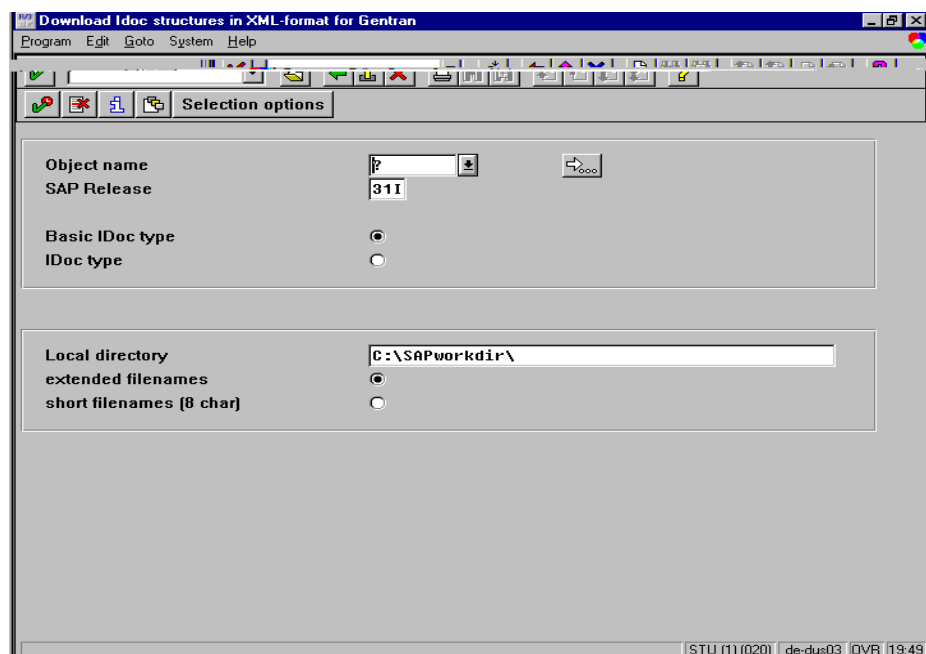 Download Idoc structures in XML-format for Gentran
Program Edit Goto System Help
Selection options
Object name ?
SAP Release 31I
Basic IDoc type
IDoc type
Local directory C:\SAPworkdir\
extended filenames
short filenames (8 char)
STU (1) (020) de-dus03 OVR 19:49